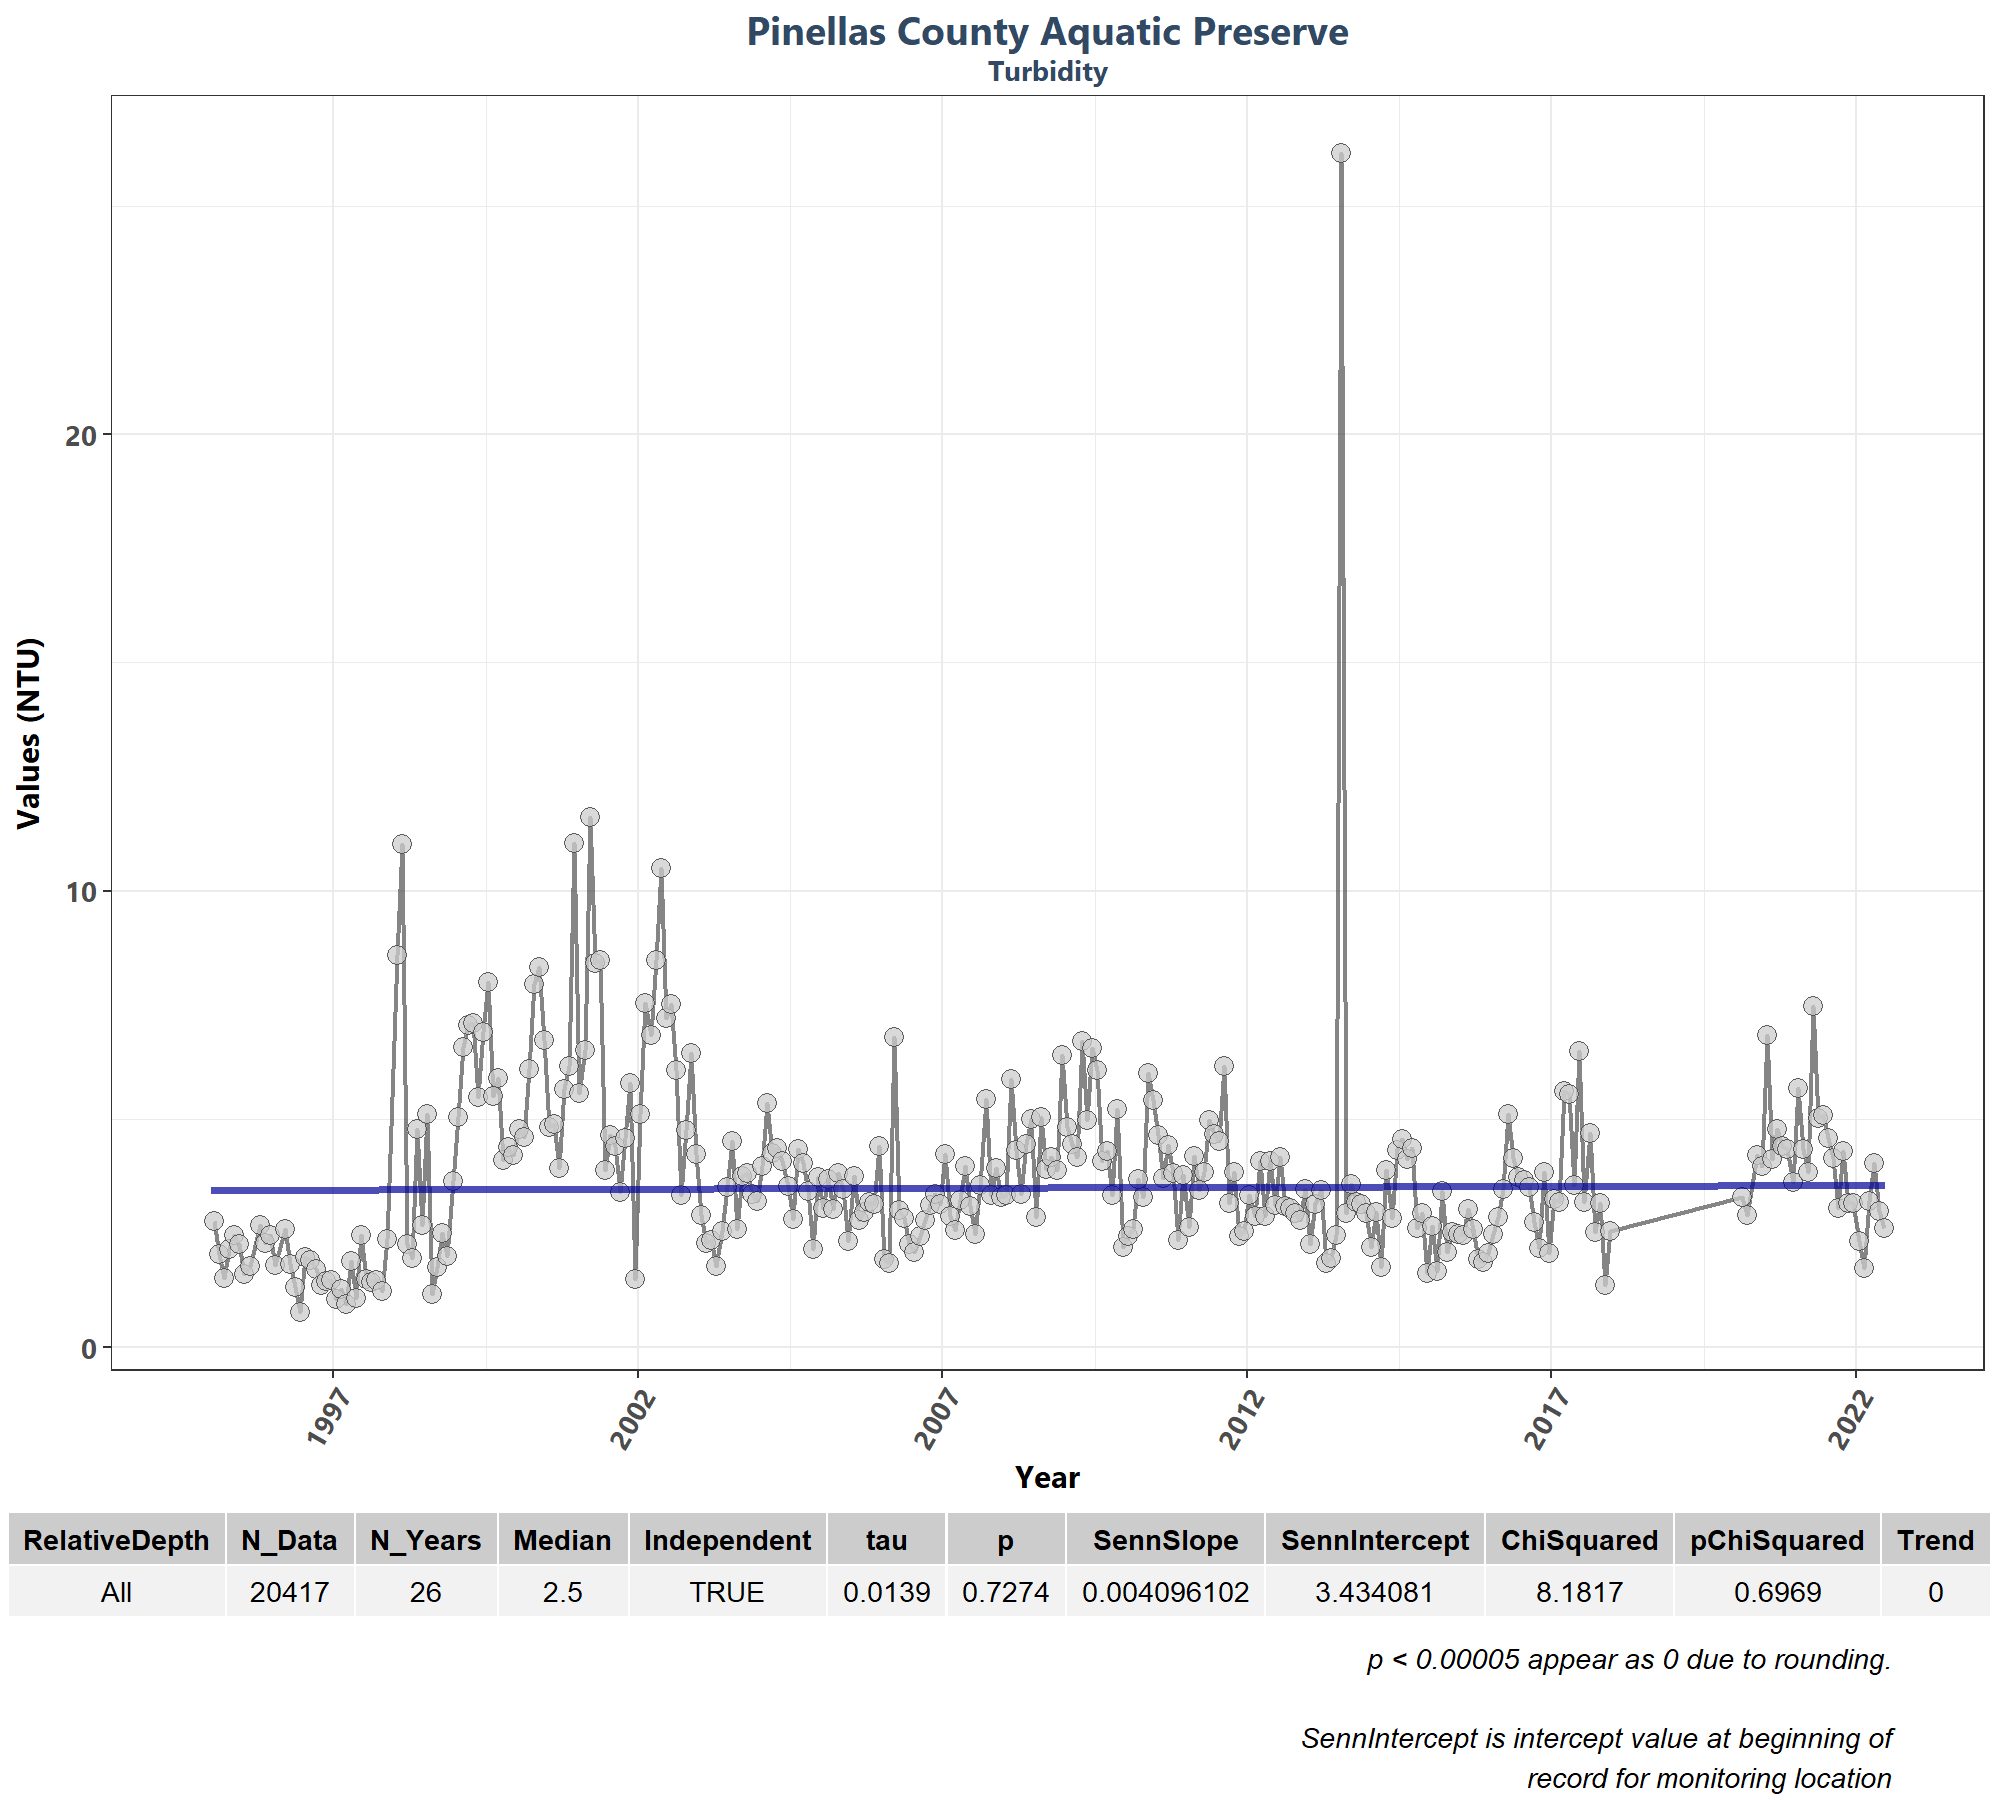 Pinellas County Aquatic Preserve
Turbidity
Values (NTU)
20
10
0
1997 2002 2007 2012 2017 2022
Year
RelativeDepth N_Data N_Years Median Independent tau p SennSlope SennIntercept ChiSquared pChiSquared Trend
All 20417 26 2.5 TRUE 0.0139 0.7274 0.004096102 3.434081 8.1817 0.6969 0
p < 0.00005 appear as 0 due to rounding.
SennIntercept is intercept value at beginning of
record for monitoring location